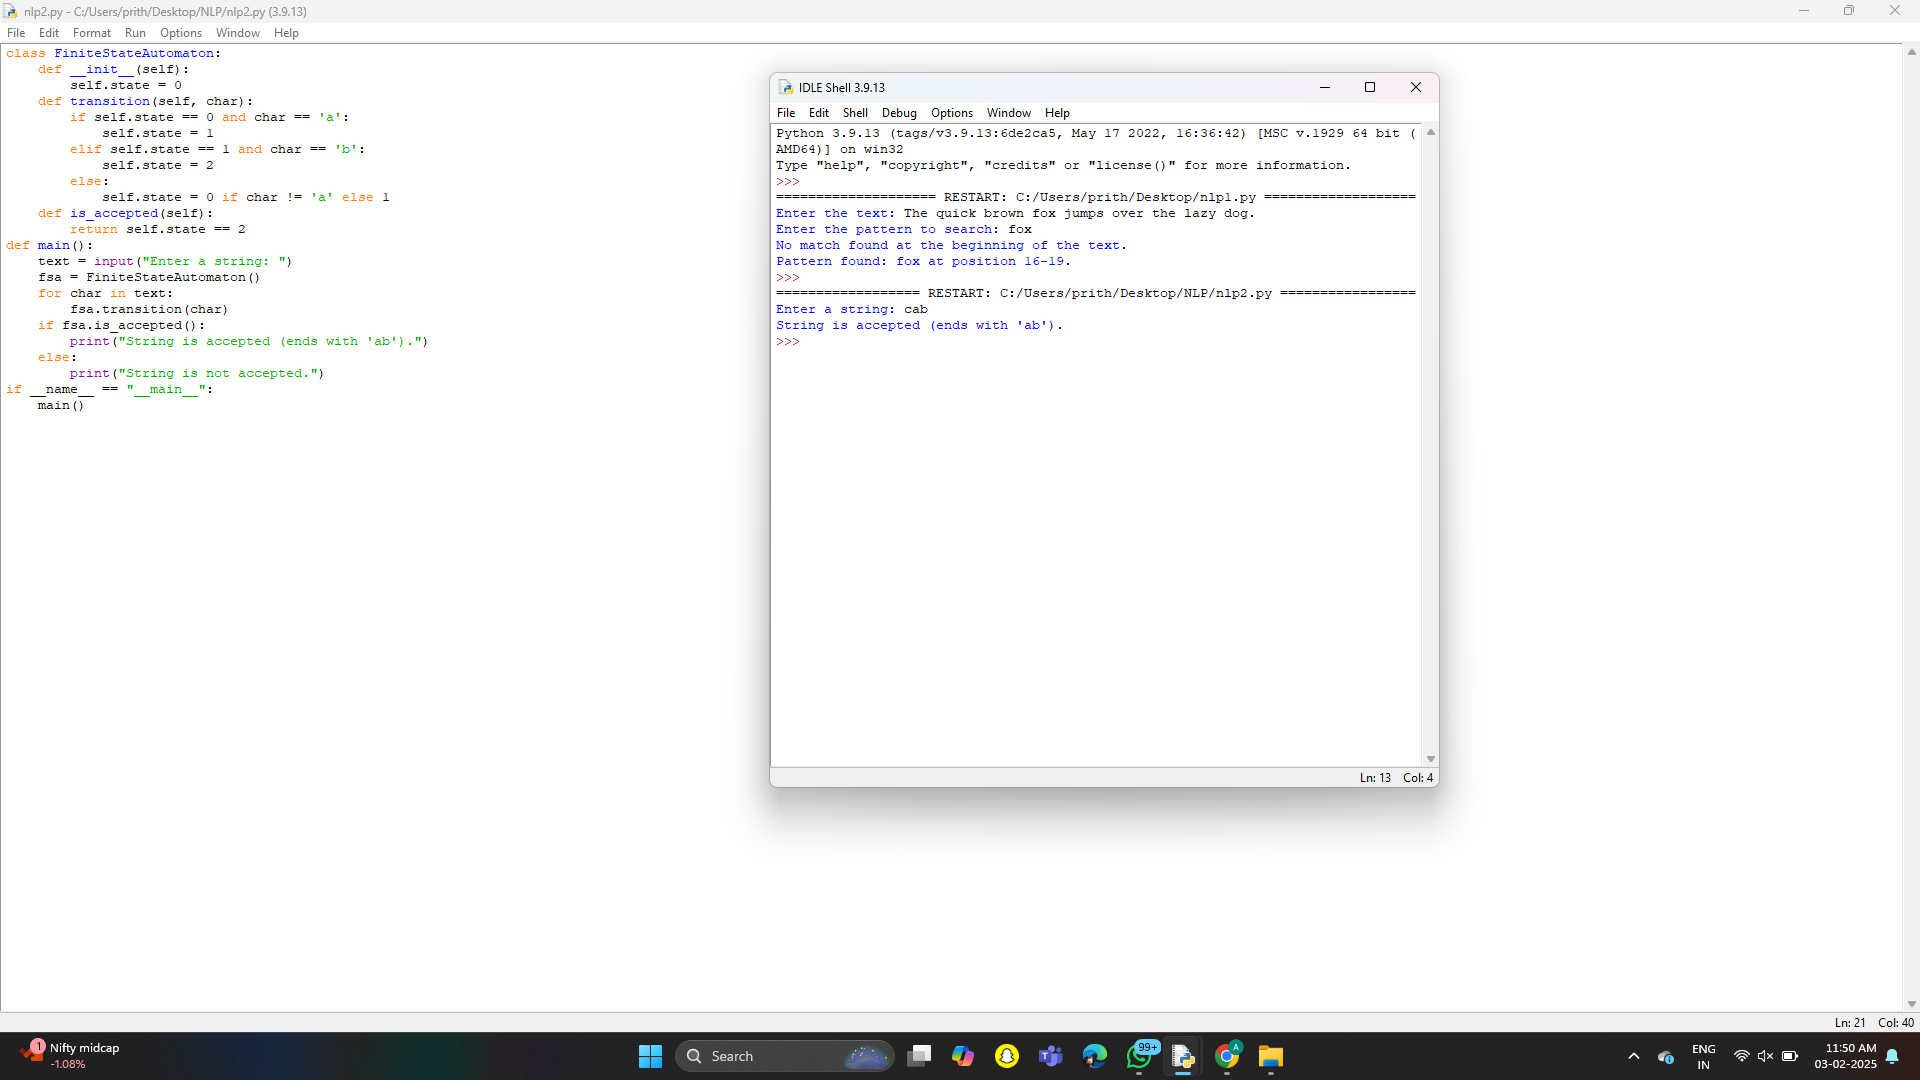 nlp2.py - C:/Users/prith/Desktop/NLP/nlp2.py (3.9.13)
File Edit Format Run Options Window Help
class FiniteStateAutomaton:
    def __init__(self):
        self.state = 0
    def transition(self, char):
        if self.state == 0 and char == 'a':
            self.state = 1
        elif self.state == 1 and char == 'b':
            self.state = 2
        else:
            self.state = 0 if char != 'a' else 1
    def is_accepted(self):
        return self.state == 2
def main():
    text = input("Enter a string: ")
    fsa = FiniteStateAutomaton()
    for char in text:
        fsa.transition(char)
    if fsa.is_accepted():
        print("String is accepted (ends with 'ab').")
    else:
        print("String is not accepted.")
if __name__ == "__main__":
    main()
IDLE Shell 3.9.13
File Edit Shell Debug Options Window Help
Python 3.9.13 (tags/v3.9.13:6de2ca5, May 17 2022, 16:36:42) [MSC v.1929 64 bit (
AMD64)] on win32
Type "help", "copyright", "credits" or "license()" for more information.
>>>
==================== RESTART: C:/Users/prith/Desktop/nlp1.py ===================
Enter the text: The quick brown fox jumps over the lazy dog.
Enter the pattern to search: fox
No match found at the beginning of the text.
Pattern found: fox at position 16-19.
>>>
================== RESTART: C:/Users/prith/Desktop/NLP/nlp2.py =================
Enter a string: cab
String is accepted (ends with 'ab').
>>>
Ln: 13 Col: 4
Ln: 21 Col: 40
1
Nifty midcap
-1.08%
Search
99+
A
ENG
IN
11:50 AM
03-02-2025